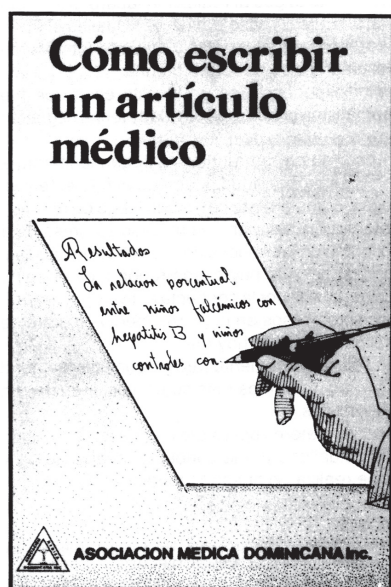 Cómo escribir
un artículo
médico
Resultados
La relación porcentual
entre niños falcémicos con
hepatitis B y niños
controles con
ASOCIACION MEDICA DOMINICANA Inc.